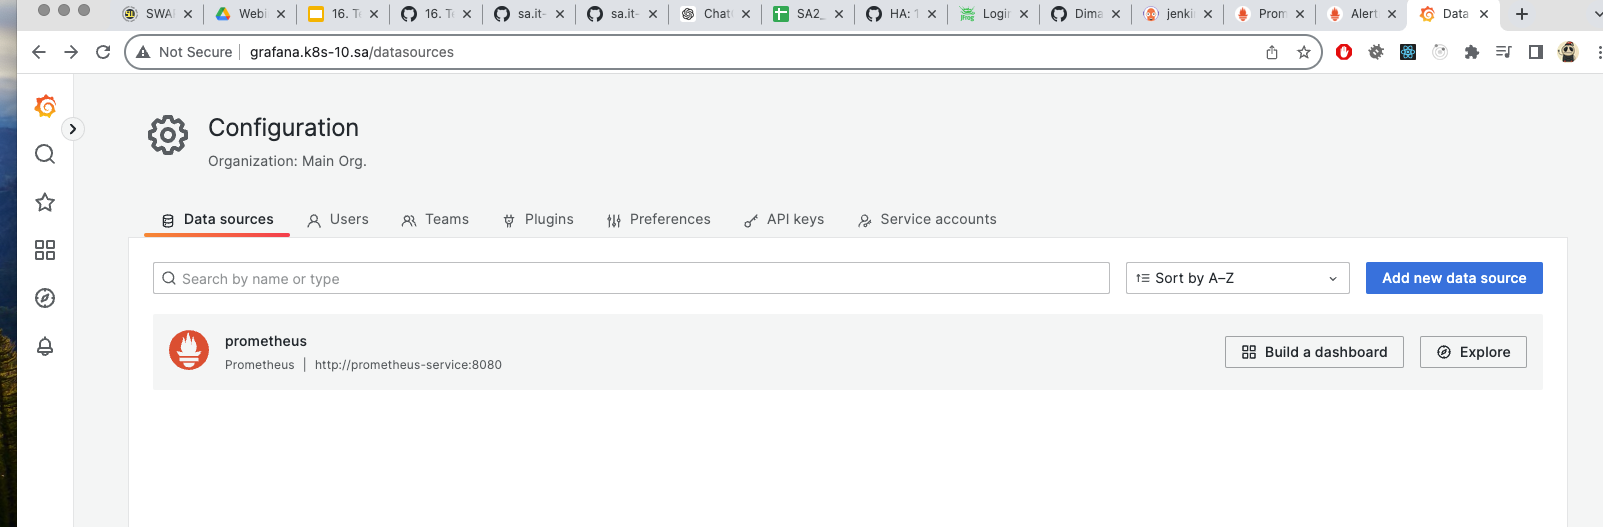 SWA Webi 16. Te 16. Te sa.it- sa.it- Chat SA2_ HA: 1 Login Dima jenki Prom Alert Data
Not Secure grafana.k8s-10.sa/datasources
Configuration
Organization: Main Org.
Data sources Users Teams Plugins Preferences API keys Service accounts
Search by name or type Sort by A–Z Add new data source
prometheus
Prometheus | http://prometheus-service:8080
Build a dashboard Explore